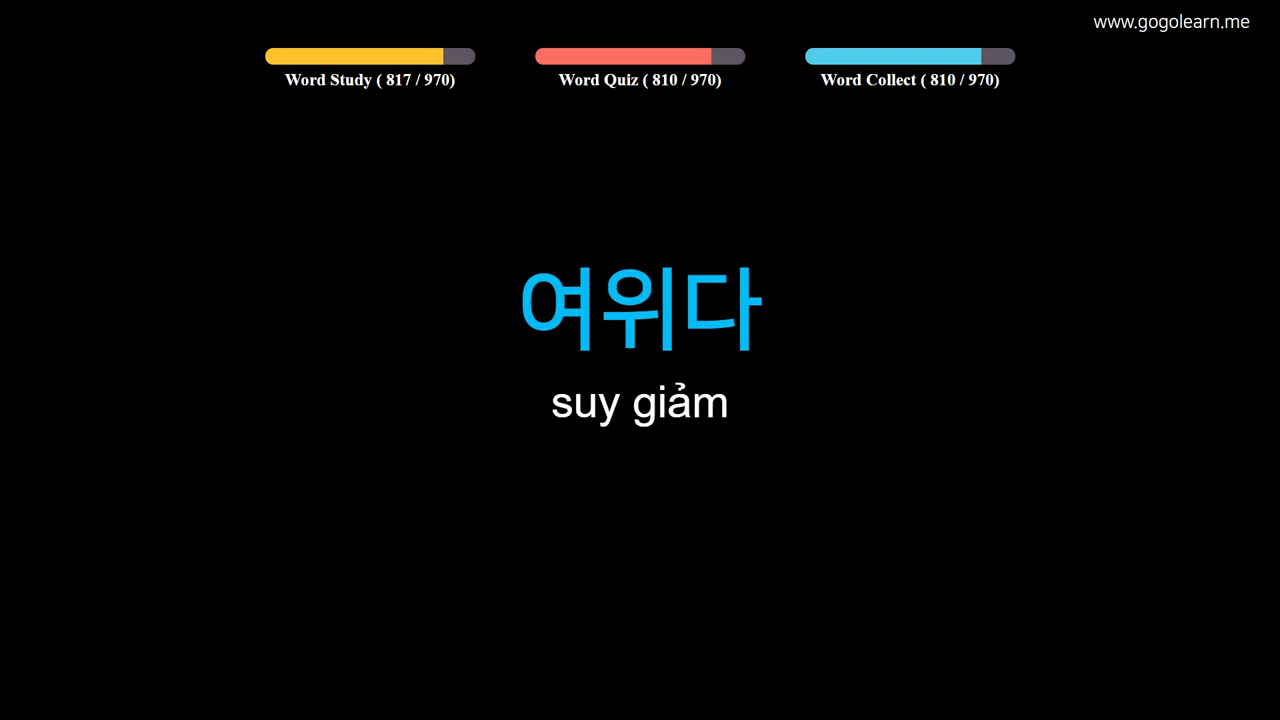 www.gogolearn.me
Word Study ( 817 / 970)
Word Quiz ( 810 / 970)
Word Collect ( 810 / 970)
여위다
suy giảm